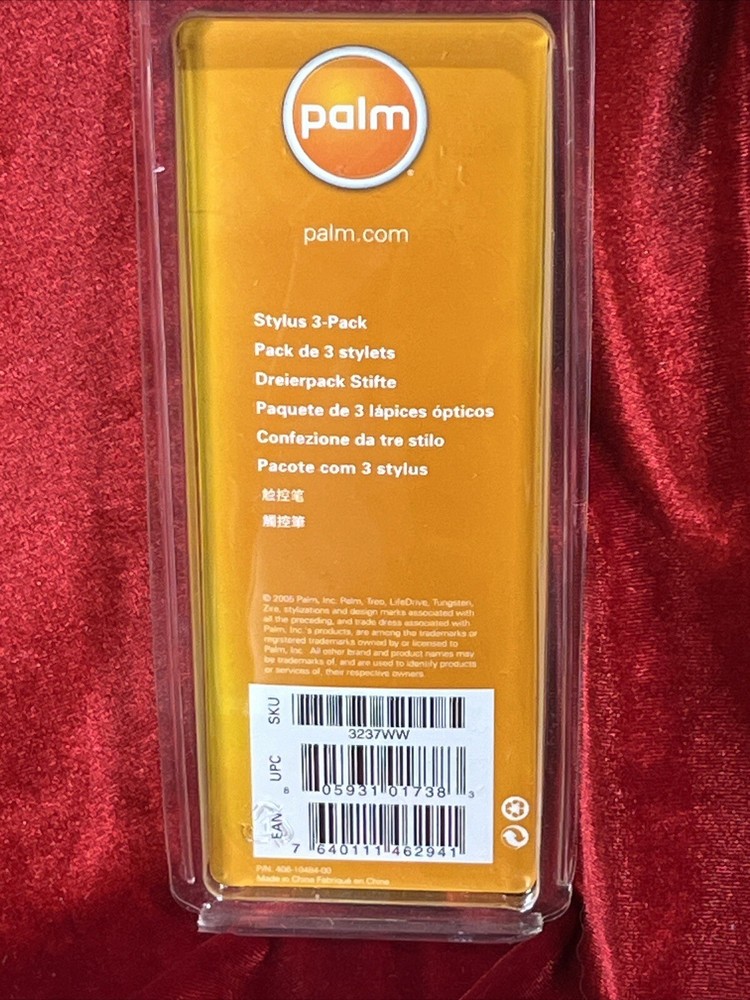 palm
palm.com
Stylus 3-Pack
Pack de 3 stylets
Dreierpack Stifte
Paquete de 3 lápices ópticos
Confezione da tre stilo
Pacote com 3 stylus
触控笔
觸控筆
© 2005 Palm, Inc. Palm, Treo, LifeDrive, Tungsten,
Zire, stylizations and design marks associated with
all the preceding, and trade dress associated with
Palm, Inc.'s products, are among the trademarks or
registered trademarks owned by or licensed to
Palm, Inc. All other brand and product names may
be trademarks of, and are used to identify products
or services of, their respective owners.
SKU
3237WW
UPC
8 05931 01738 3
EAN
7 640111 462941
P/N: 406-10484-00
Made in China Fabriqué en Chine